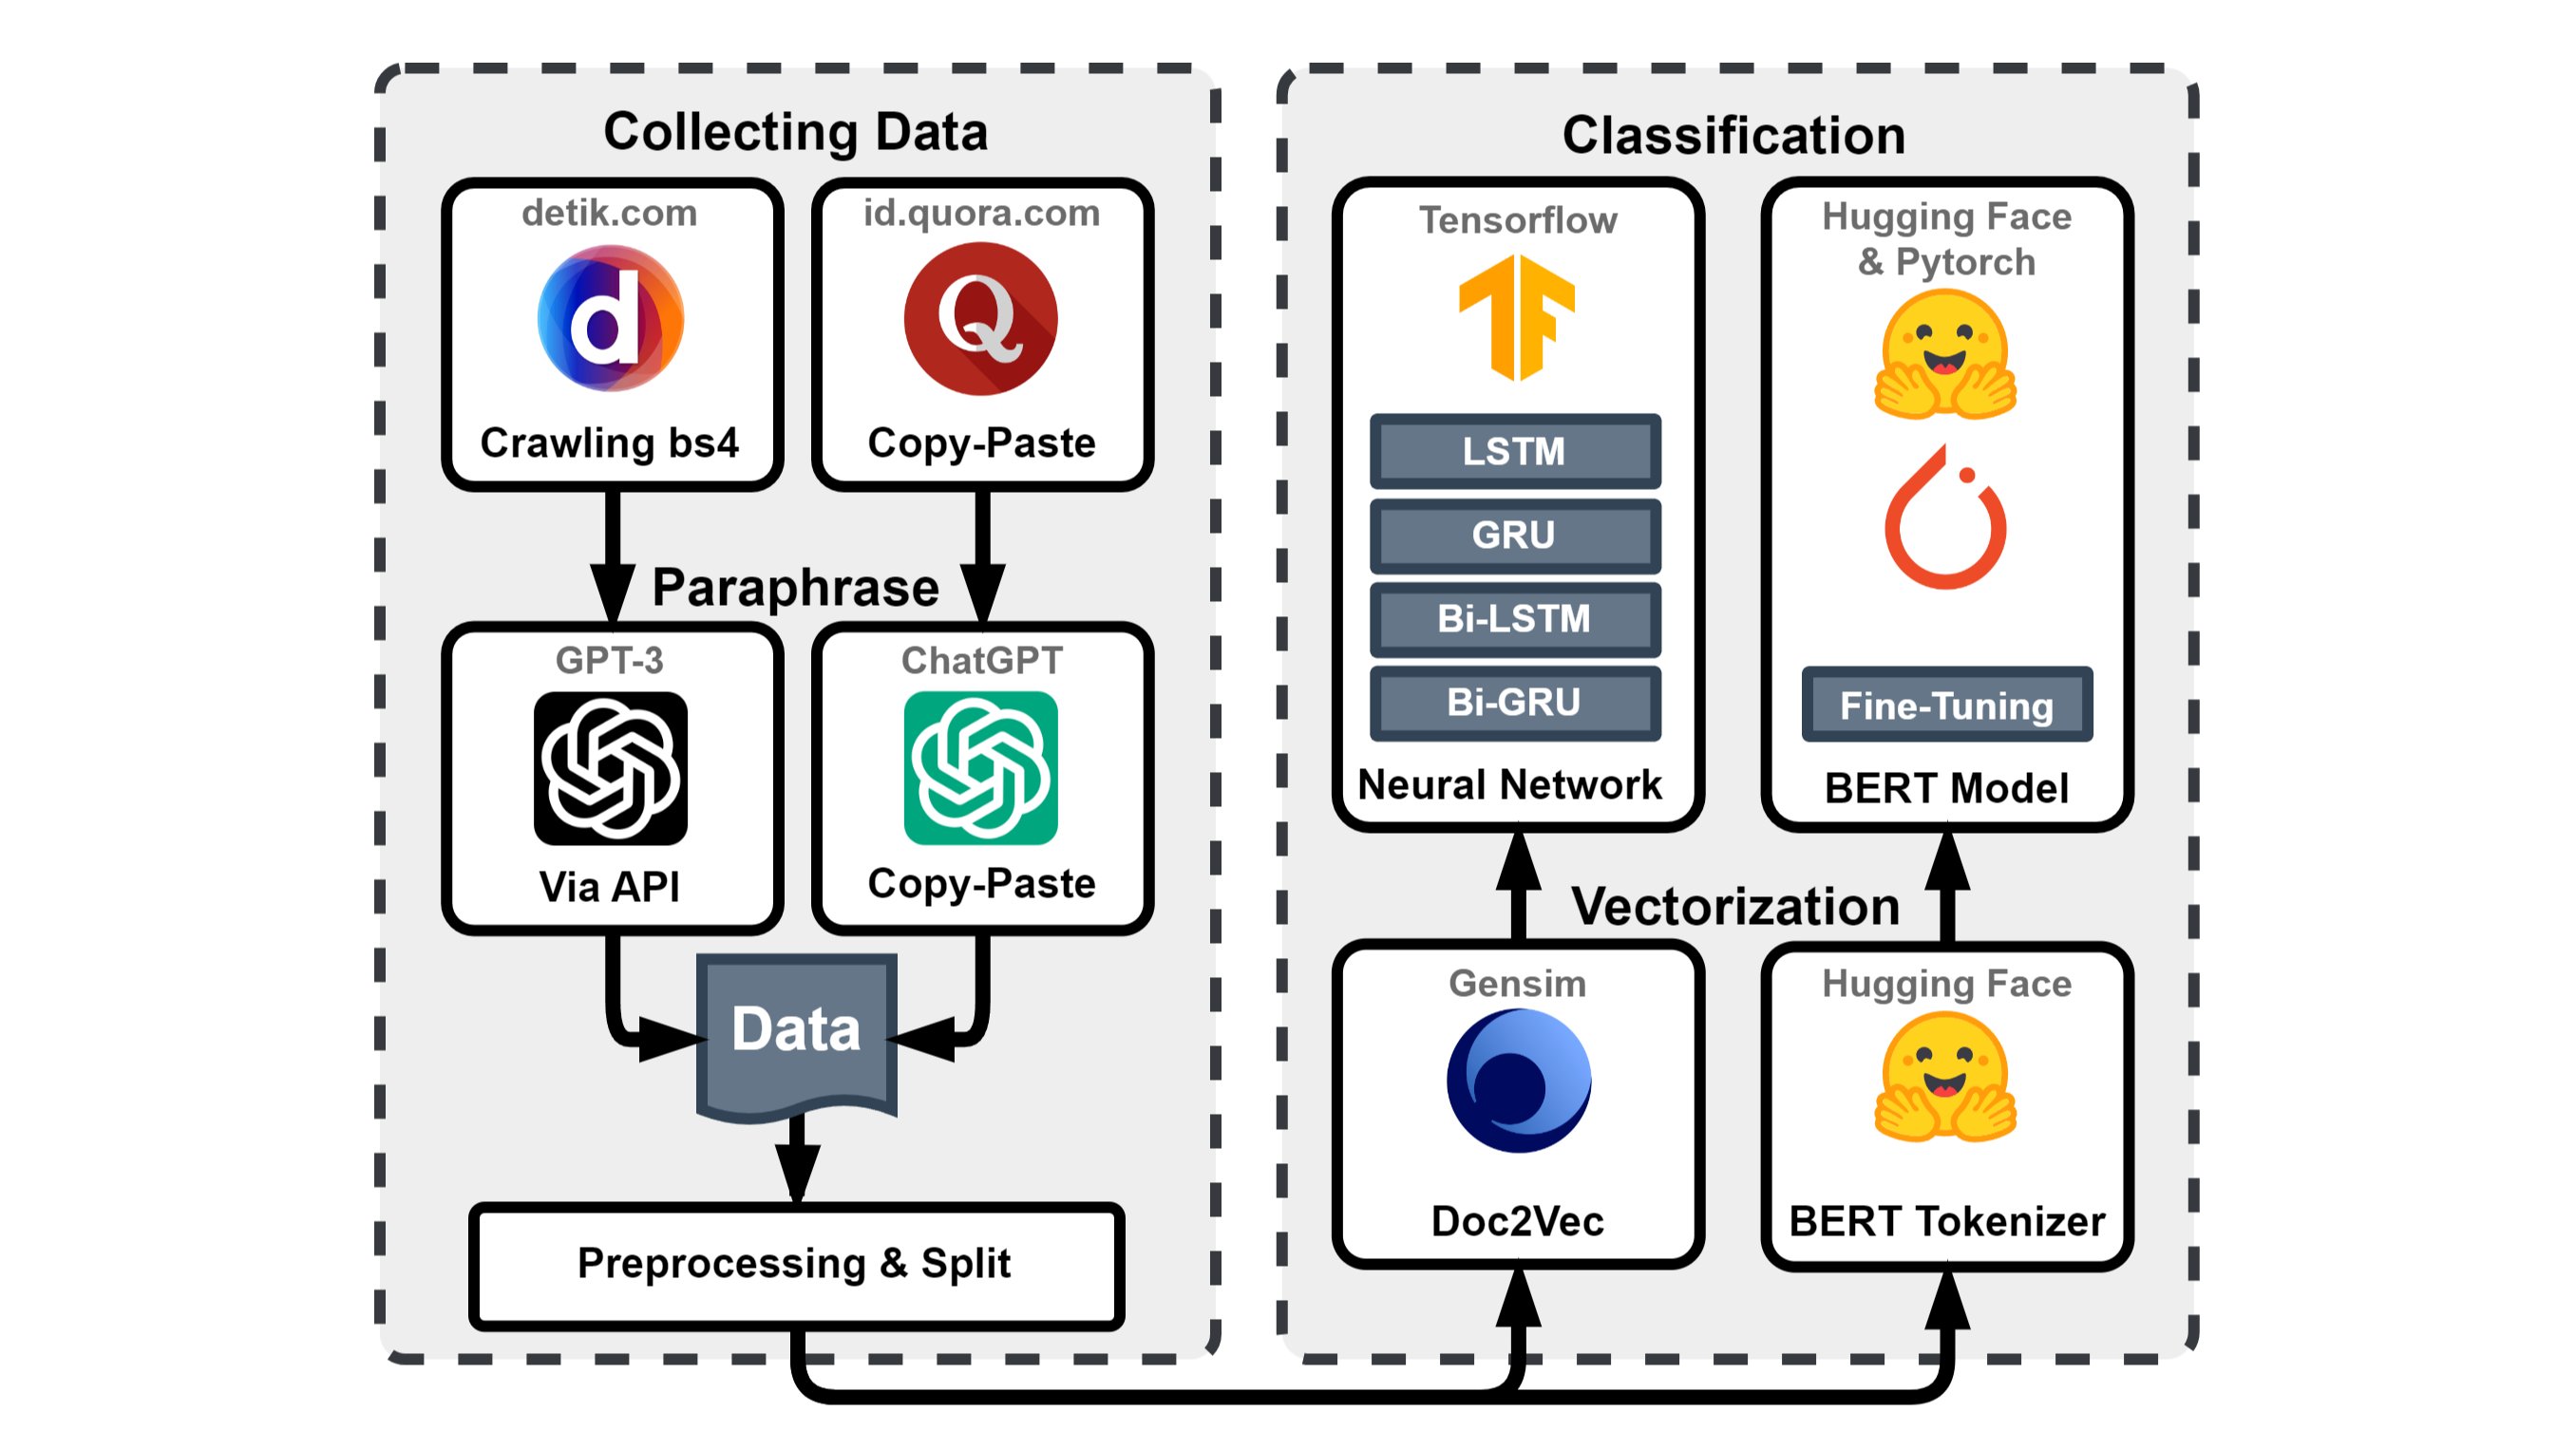 Collecting Data
detik.com
d
Crawling bs4
id.quora.com
Q
Copy-Paste
Paraphrase
GPT-3
Via API
ChatGPT
Copy-Paste
Data
Preprocessing & Split
Classification
Tensorflow
LSTM
GRU
Bi-LSTM
Bi-GRU
Neural Network
Hugging Face
& Pytorch
Fine-Tuning
BERT Model
Vectorization
Gensim
Doc2Vec
Hugging Face
BERT Tokenizer